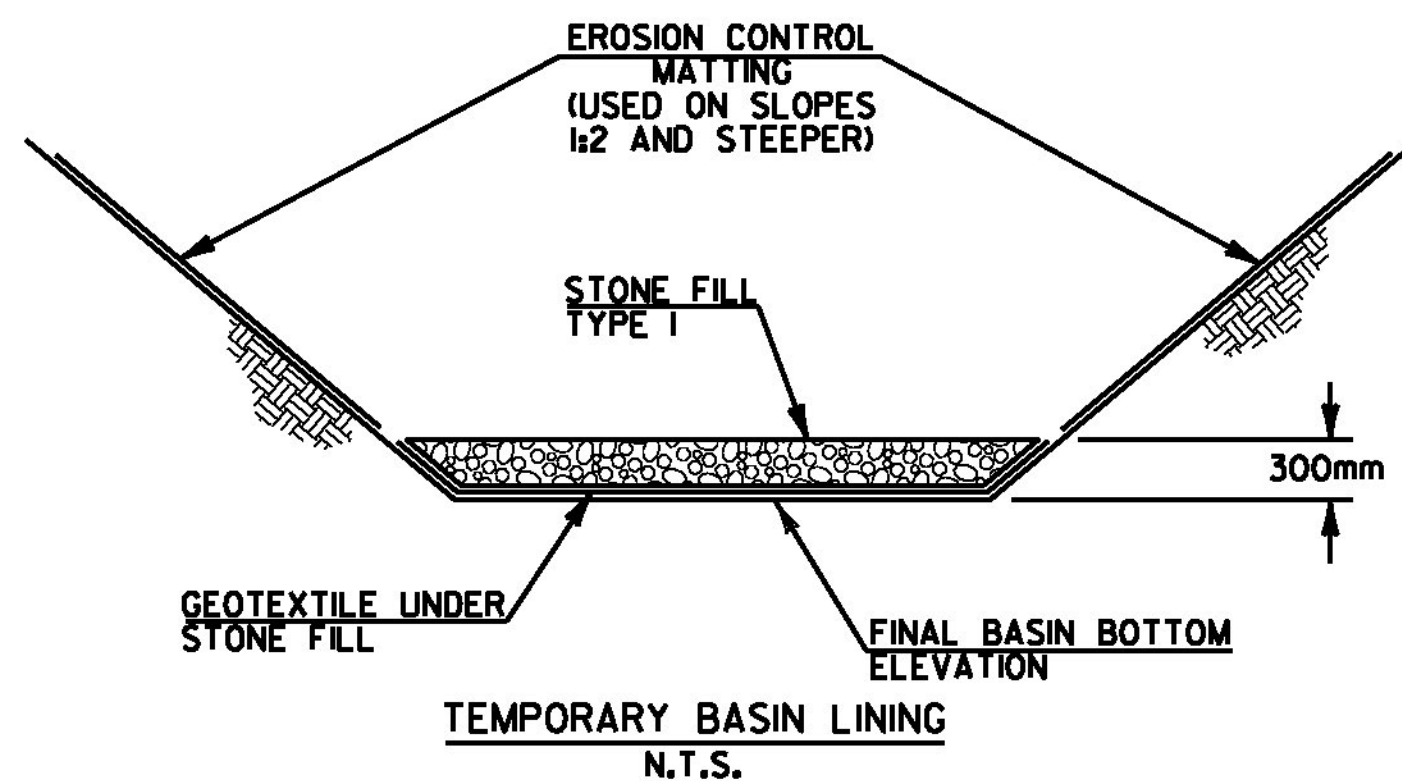 EROSION CONTROL
MATTING
(USED ON SLOPES
1:2 AND STEEPER)
STONE FILL
TYPE I
300mm
GEOTEXTILE UNDER
STONE FILL
FINAL BASIN BOTTOM
ELEVATION
TEMPORARY BASIN LINING
N.T.S.